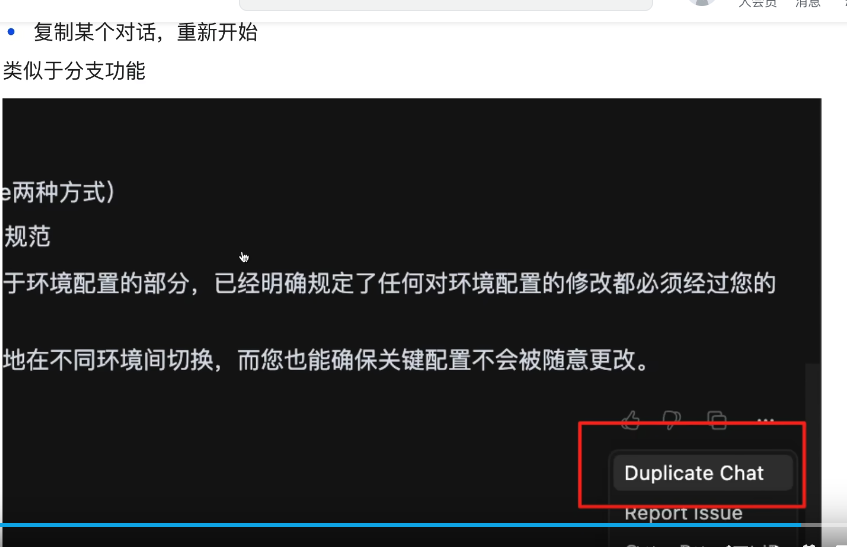 大会员 消息
复制某个对话，重新开始
类似于分支功能
e两种方式）
规范
于环境配置的部分，已经明确规定了任何对环境配置的修改都必须经过您的
地在不同环境间切换，而您也能确保关键配置不会被随意更改。
Duplicate Chat
Report Issue